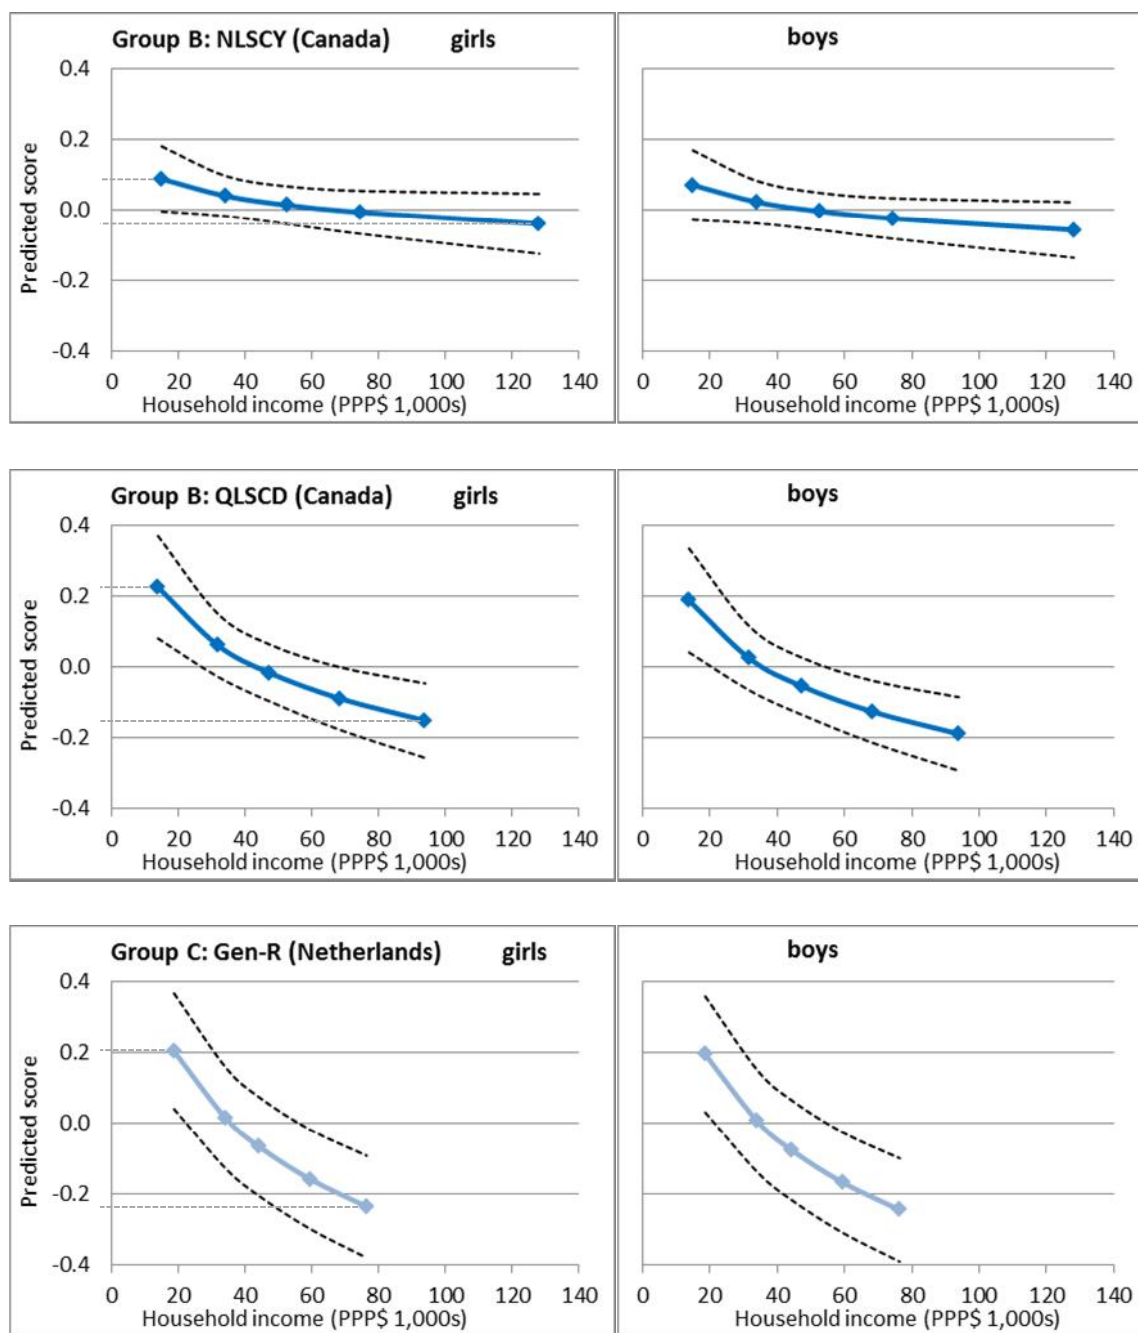 Group B: NLSCY (Canada) girls boys
0.4
0.2
0.0
-0.2
-0.4
Predicted score
0 20 40 60 80 100 120 140 0 20 40 60 80 100 120 140
Household income (PPP$ 1,000s) Household income (PPP$ 1,000s)
Group B: QLSCD (Canada) girls boys
0.4
0.2
0.0
-0.2
-0.4
Predicted score
0 20 40 60 80 100 120 140 0 20 40 60 80 100 120 140
Household income (PPP$ 1,000s) Household income (PPP$ 1,000s)
Group C: Gen-R (Netherlands) girls boys
0.4
0.2
0.0
-0.2
-0.4
Predicted score
0 20 40 60 80 100 120 140 0 20 40 60 80 100 120 140
Household income (PPP$ 1,000s) Household income (PPP$ 1,000s)